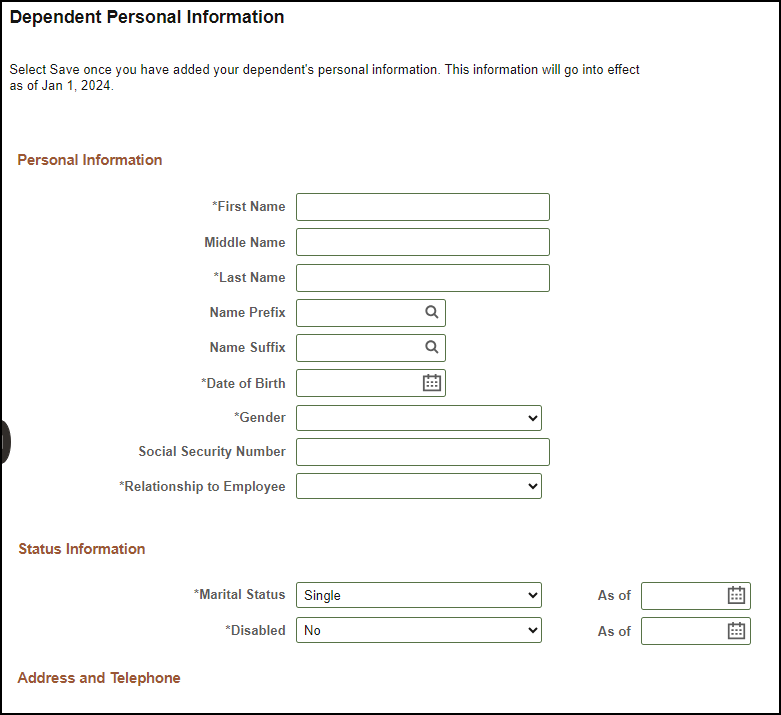 Dependent Personal Information
Select Save once you have added your dependent's personal information. This information will go into effect
as of Jan 1, 2024.
Personal Information
*First Name
Middle Name
*Last Name
Name Prefix
Name Suffix
*Date of Birth
*Gender
Social Security Number
*Relationship to Employee
Status Information
*Marital Status Single As of
*Disabled No As of
Address and Telephone